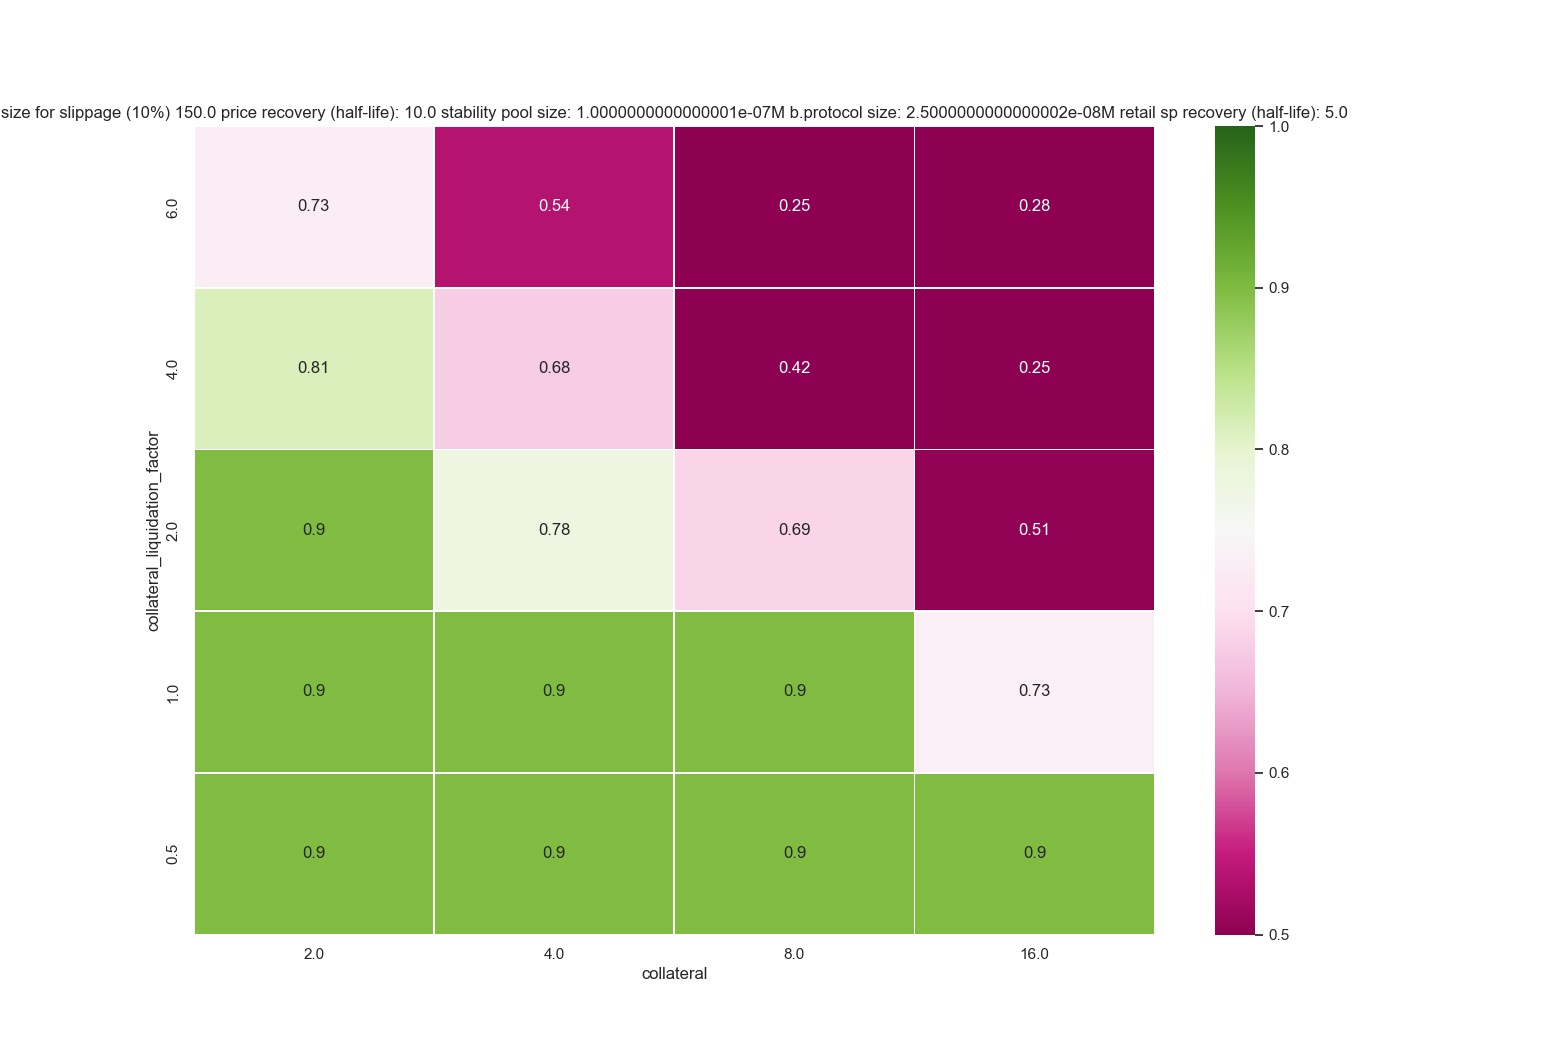 size for slippage (10%) 150.0 price recovery (half-life): 10.0 stability pool size: 1.0000000000000001e-07M b.protocol size: 2.5000000000000002e-08M retail sp recovery (half-life): 5.0
6.0 0.73 0.54 0.25 0.28
4.0 0.81 0.68 0.42 0.25
2.0 0.9 0.78 0.69 0.51
1.0 0.9 0.9 0.9 0.73
0.5 0.9 0.9 0.9 0.9
2.0 4.0 8.0 16.0
collateral
collateral_liquidation_factor
1.0
0.9
0.8
0.7
0.6
0.5